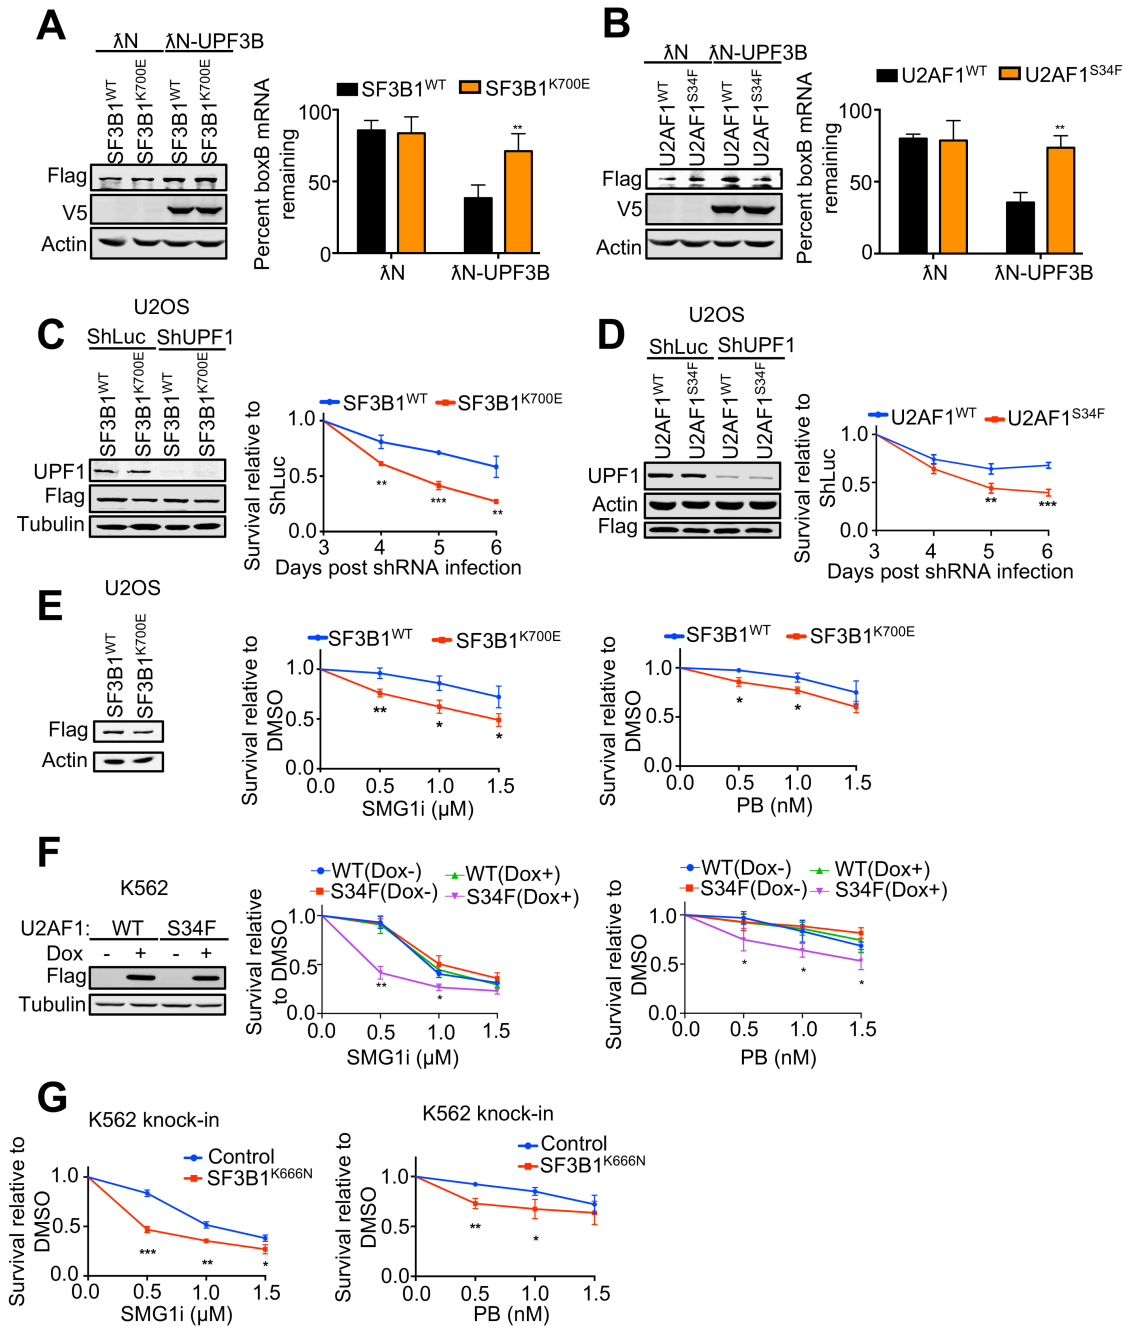 A
ƛN ƛN-UPF3B
SF3B1WT
SF3B1K700E
SF3B1WT
SF3B1K700E
Flag
V5
Actin
SF3B1WT SF3B1K700E
Percent boxB mRNA
remaining
100
50
0
**
ƛN ƛN-UPF3B
B
ƛN ƛN-UPF3B
U2AF1WT
U2AF1S34F
U2AF1WT
U2AF1S34F
Flag
V5
Actin
U2AF1WT U2AF1S34F
Percent boxB mRNA
remaining
100
50
0
**
ƛN ƛN-UPF3B
C
U2OS
ShLuc ShUPF1
SF3B1WT
SF3B1K700E
SF3B1WT
SF3B1K700E
UPF1
Flag
Tubulin
SF3B1WT SF3B1K700E
Survival relative to
ShLuc
1.0
0.5
0.0
** *** **
3 4 5 6
Days post shRNA infection
D
U2OS
ShLuc ShUPF1
U2AF1WT
U2AF1S34F
U2AF1WT
U2AF1S34F
UPF1
Actin
Flag
U2AF1WT U2AF1S34F
Survival relative to
ShLuc
1.0
0.5
0.0
** ***
3 4 5 6
Days post shRNA infection
E
U2OS
SF3B1WT
SF3B1K700E
Flag
Actin
SF3B1WT SF3B1K700E
Survival relative to
DMSO
1.0
0.5
0.0
** * *
0.0 0.5 1.0 1.5
SMG1i (µM)
SF3B1WT SF3B1K700E
Survival relative to
DMSO
1.0
0.5
0.0
* *
0.0 0.5 1.0 1.5
PB (nM)
F
K562
U2AF1: WT S34F
Dox - + - +
Flag
Tubulin
WT(Dox-) WT(Dox+)
S34F(Dox-) S34F(Dox+)
Survival relative
to DMSO
1.0
0.5
0.0
** *
0.0 0.5 1.0 1.5
SMG1i (µM)
WT(Dox-) WT(Dox+)
S34F(Dox-) S34F(Dox+)
Survival relative to
DMSO
1.0
0.5
0.0
* * *
0.0 0.5 1.0 1.5
PB (nM)
G
K562 knock-in
Control
SF3B1K666N
Survival relative to
DMSO
1.0
0.5
0.0
*** ** *
0.0 0.5 1.0 1.5
SMG1i (µM)
K562 knock-in
Control
SF3B1K666N
Survival relative to
DMSO
1.0
0.5
0.0
** *
0.0 0.5 1.0 1.5
PB (nM)